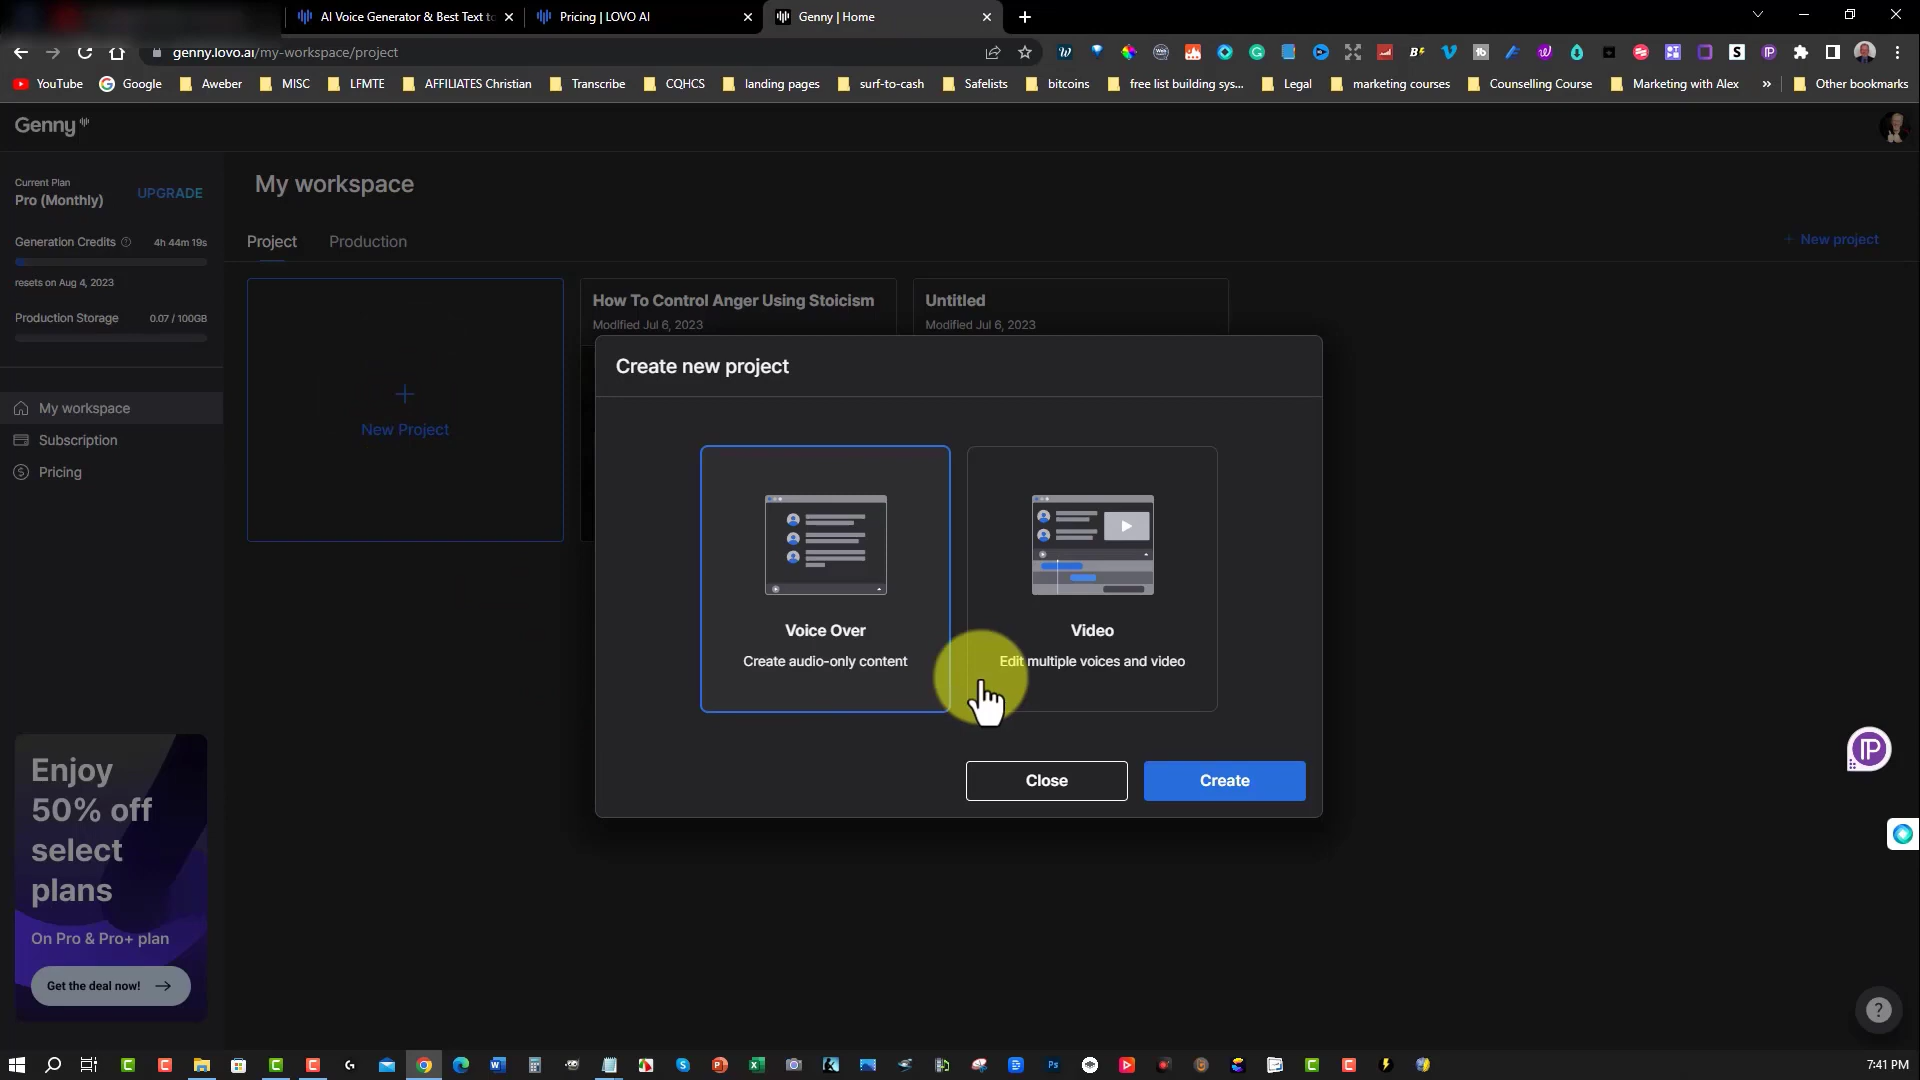 AI Voice Generator & Best Text to
Pricing | LOVO AI
Genny | Home
genny.lovo.ai/my-workspace/project
YouTube
Google
Aweber
MISC
LFMTE
AFFILIATES Christian
Transcribe
CQHCS
landing pages
surf-to-cash
Safelists
bitcoins
free list building sys...
Legal
marketing courses
Counselling Course
Marketing with Alex
»
Other bookmarks
Genny
Current Plan
Pro (Monthly)
UPGRADE
Generation Credits
4h 44m 19s
resets on Aug 4, 2023
Production Storage
0.07 / 100GB
My workspace
Subscription
Pricing
Enjoy
50% off
select
plans
On Pro & Pro+ plan
Get the deal now!
My workspace
Project
Production
+ New project
New Project
How To Control Anger Using Stoicism
Modified Jul 6, 2023
Untitled
Modified Jul 6, 2023
Create new project
Voice Over
Create audio-only content
Video
Edit multiple voices and video
Close
Create
?
7:41 PM